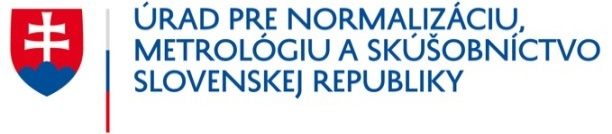 ÚRAD PRE NORMALIZÁCIU,
METROLÓGIU A SKÚŠOBNÍCTVO
SLOVENSKEJ REPUBLIKY